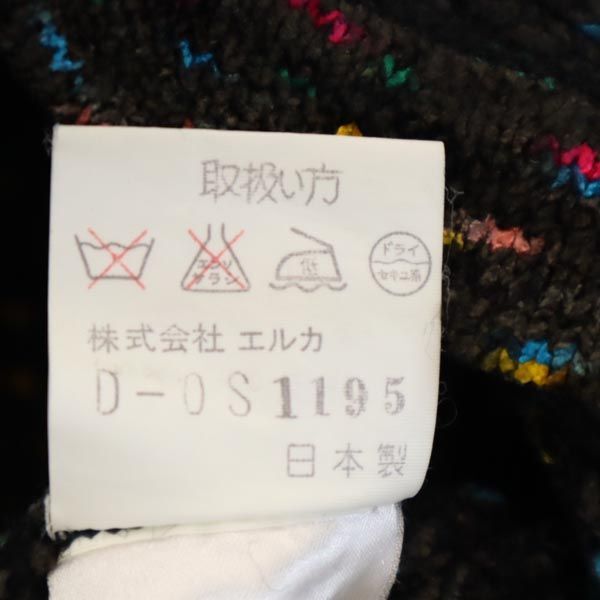 取扱い方
エンソ
サラシ
低
ドライ
セキユ系
株式会社 エルカ
D-0S1195
日本製